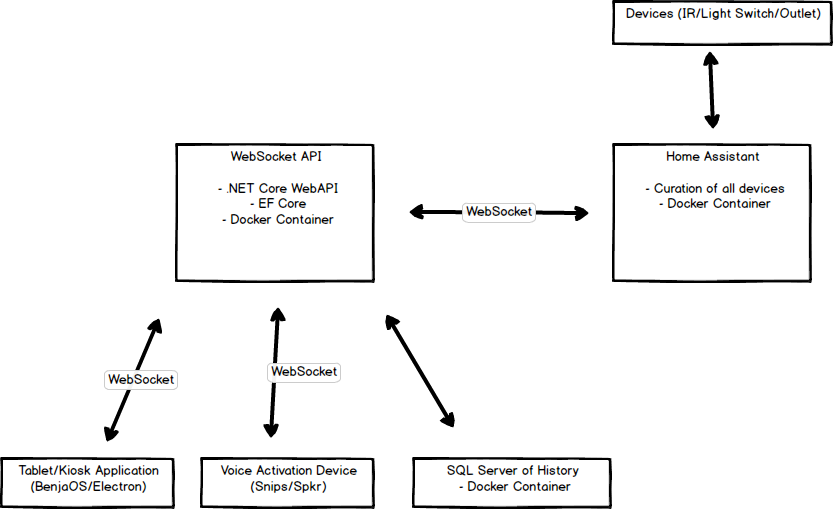 Devices (IR/Light Switch/Outlet)
WebSocket API
- .NET Core WebAPI
- EF Core
- Docker Container
WebSocket
Home Assistant
- Curation of all devices
- Docker Container
WebSocket
WebSocket
Tablet/Kiosk Application
(BenjaOS/Electron)
Voice Activation Device
(Snips/Spkr)
SQL Server of History
- Docker Container